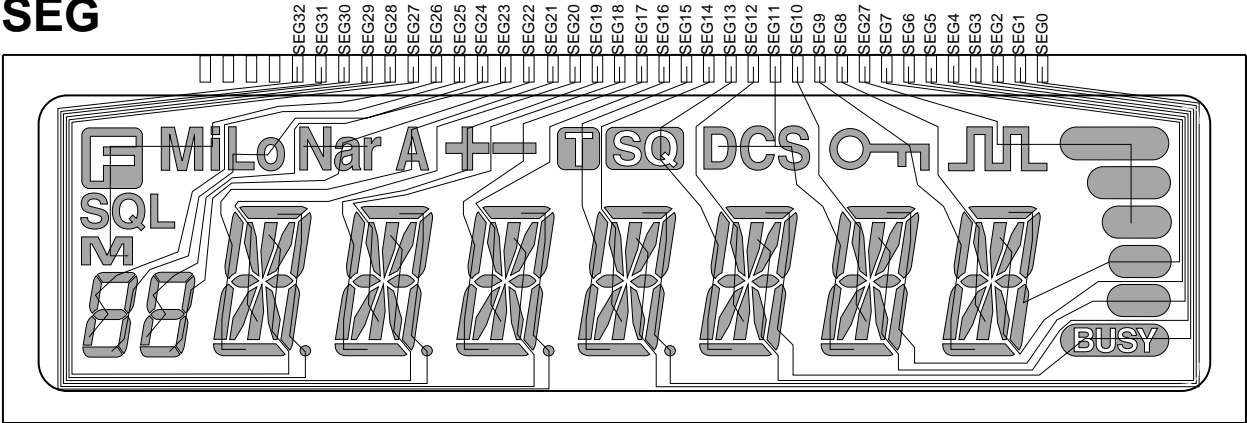 SEG
SEG32
SEG31
SEG30
SEG29
SEG28
SEG27
SEG26
SEG25
SEG24
SEG23
SEG22
SEG21
SEG20
SEG19
SEG18
SEG17
SEG16
SEG15
SEG14
SEG13
SEG12
SEG11
SEG10
SEG9
SEG8
SEG27
SEG7
SEG6
SEG5
SEG4
SEG3
SEG2
SEG1
SEG0
F MiLo Nar A +- T SQ DCS
SQL
M
BUSY